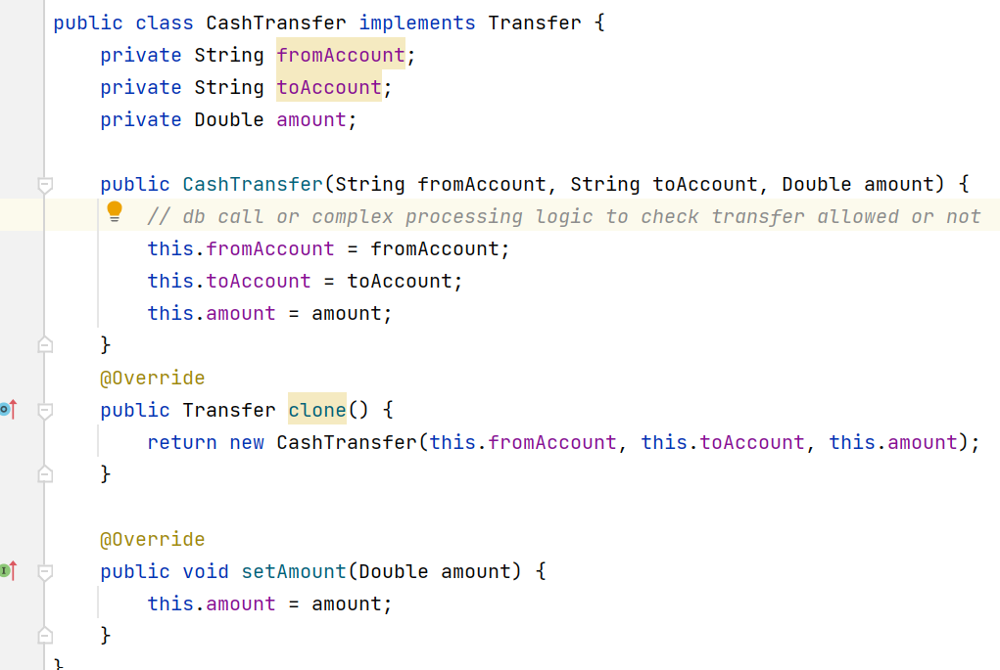 public class CashTransfer implements Transfer {
    private String fromAccount;
    private String toAccount;
    private Double amount;

    public CashTransfer(String fromAccount, String toAccount, Double amount) {
        // db call or complex processing logic to check transfer allowed or not
        this.fromAccount = fromAccount;
        this.toAccount = toAccount;
        this.amount = amount;
    }
    @Override
    public Transfer clone() {
        return new CashTransfer(this.fromAccount, this.toAccount, this.amount);
    }

    @Override
    public void setAmount(Double amount) {
        this.amount = amount;
    }
}